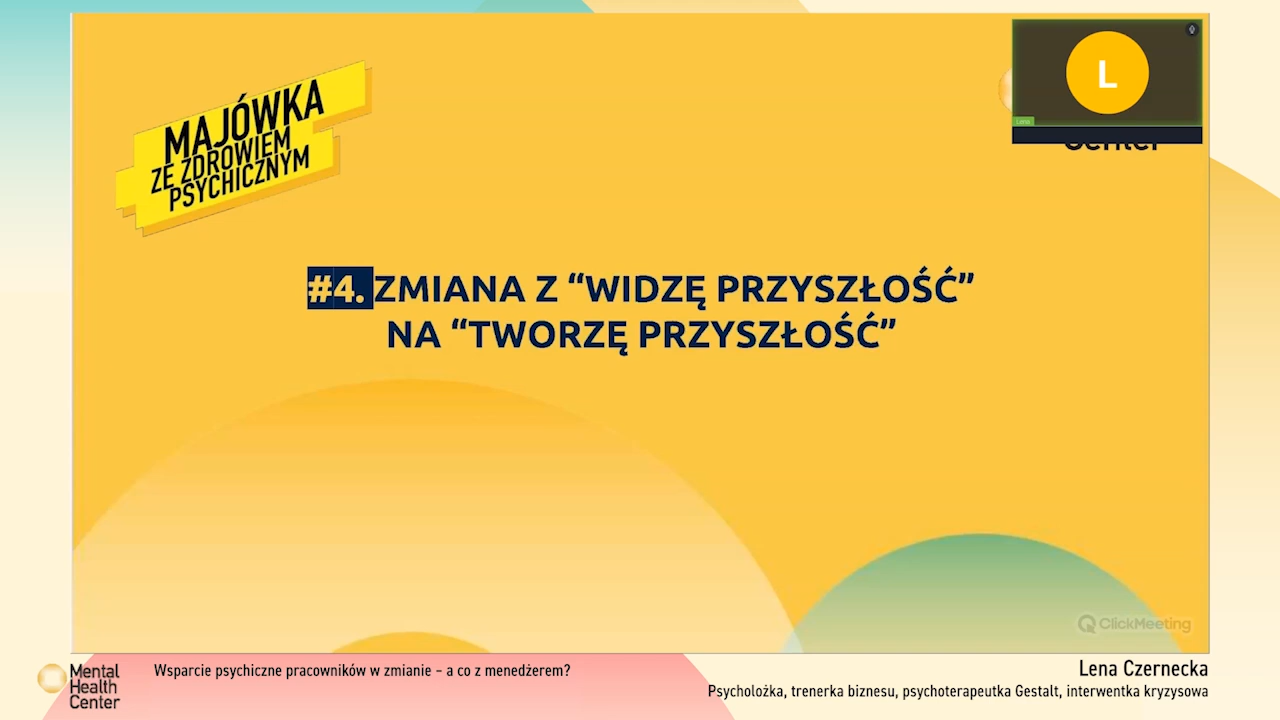 MAJÓWKA
ZE ZDROWIEM
PSYCHICZNYM
L
Lena
#4. ZMIANA Z “WIDZĘ PRZYSZŁOŚĆ”
NA “TWORZĘ PRZYSZŁOŚĆ”
ClickMeeting
Mental
Health
Center
Wsparcie psychiczne pracowników w zmianie – a co z menedżerem?
Lena Czernecka
Psycholożka, trenerka biznesu, psychoterapeutka Gestalt, interwentka kryzysowa